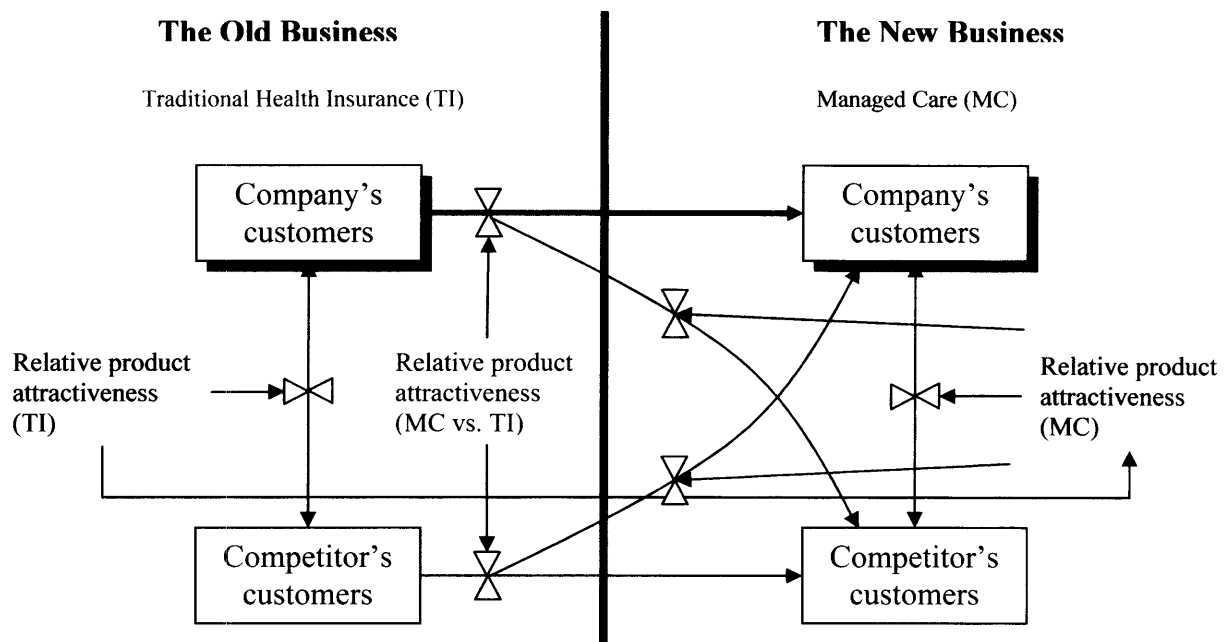 The Old Business
The New Business
Traditional Health Insurance (TI)
Managed Care (MC)
Company's
customers
Company's
customers
Relative product
attractiveness
(TI)
Relative product
attractiveness
(MC vs. TI)
Relative product
attractiveness
(MC)
Competitor's
customers
Competitor's
customers